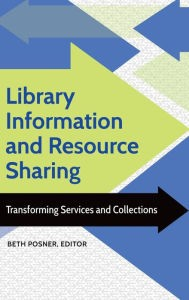 Library
Information
and Resource
Sharing
Transforming Services and Collections
BETH POSNER, EDITOR